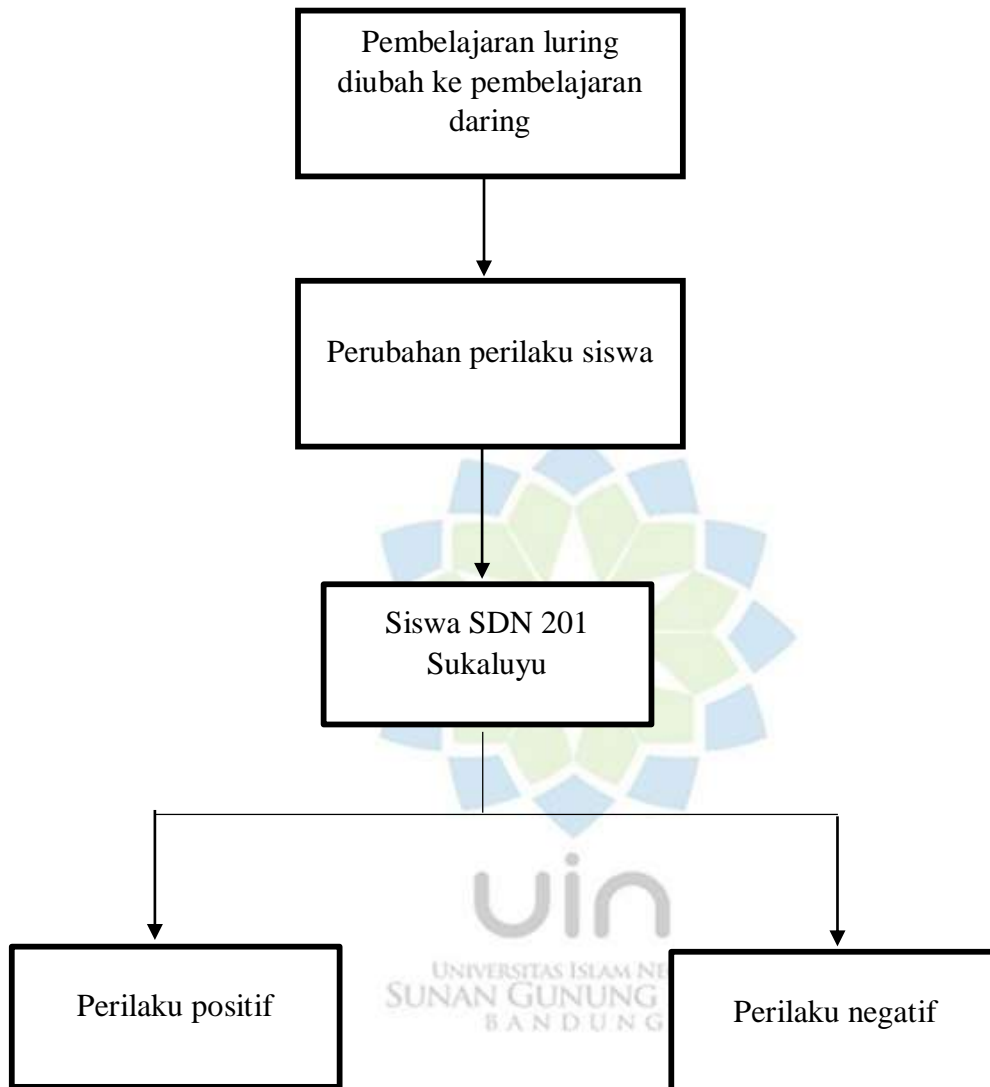 Pembelajaran luring
diubah ke pembelajaran
daring
Perubahan perilaku siswa
Siswa SDN 201
Sukaluyu
uin
UNIVERSITAS ISLAM
SUNAN GUNUNG
BANDUNG
Perilaku positif
Perilaku negatif